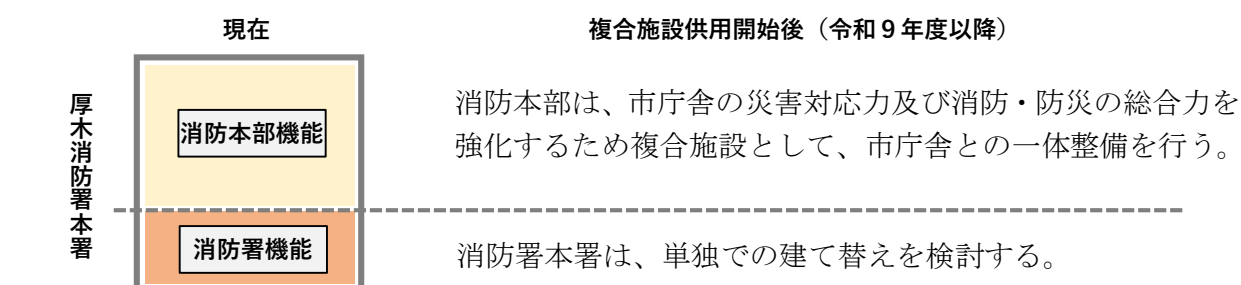 現在
複合施設供用開始後（令和９年度以降）
厚木消防署本署
消防本部機能
消防本部は、市庁舎の災害対応力及び消防・防災の総合力を
強化するため複合施設として、市庁舎との一体整備を行う。
消防署機能
消防署本署は、単独での建て替えを検討する。